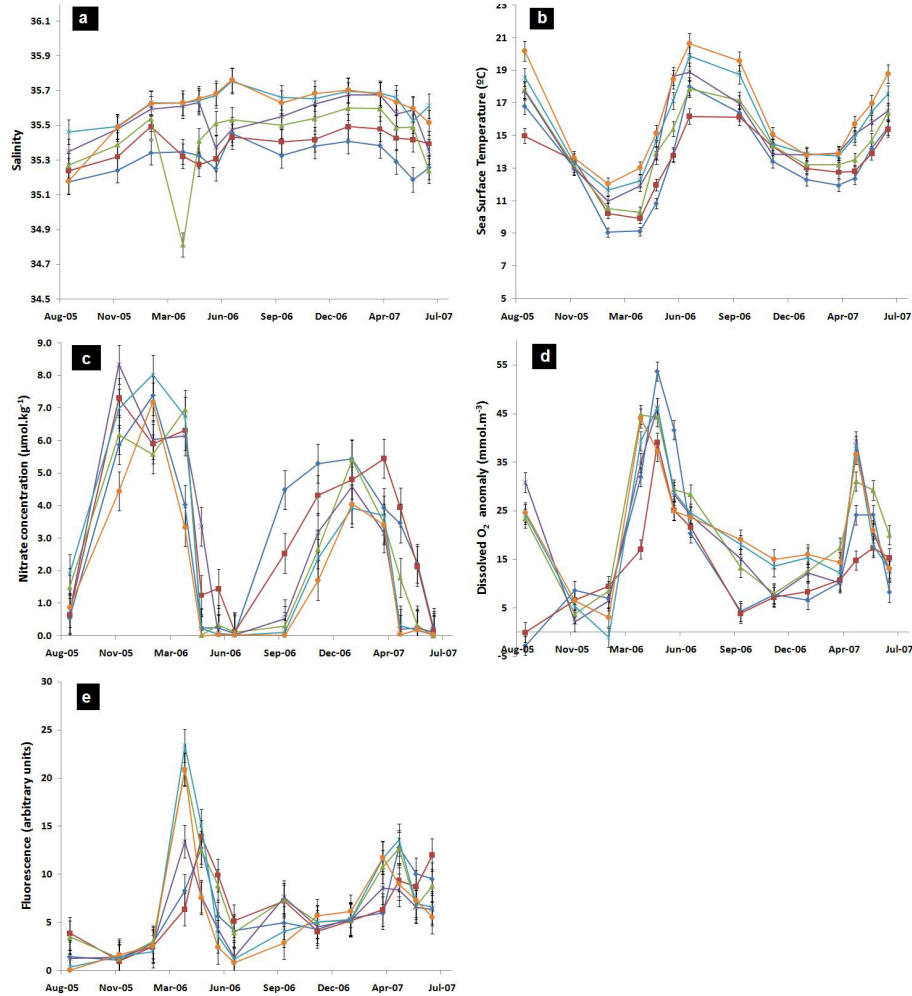 a
36.1
35.9
35.7
35.5
35.3
35.1
34.9
34.7
34.5
Salinity
Aug-05 Nov-05 Mar-06 Jun-06 Sep-06 Dec-06 Apr-07 Jul-07
b
23
21
19
17
15
13
11
9
7
5
Sea Surface Temperature (ºC)
Aug-05 Nov-05 Mar-06 Jun-06 Sep-06 Dec-06 Apr-07 Jul-07
c
9.0
8.0
7.0
6.0
5.0
4.0
3.0
2.0
1.0
0.0
Nitrate concentration (µmol.kg⁻¹)
Aug-05 Nov-05 Mar-06 Jun-06 Sep-06 Dec-06 Apr-07 Jul-07
d
55
45
35
25
15
5
-5
Dissolved O₂ anomaly (mmol.m⁻³)
Aug-05 Nov-05 Mar-06 Jun-06 Sep-06 Dec-06 Apr-07 Jul-07
e
30
25
20
15
10
5
0
Fluorescence (arbitrary units)
Aug-05 Nov-05 Mar-06 Jun-06 Sep-06 Dec-06 Apr-07 Jul-07